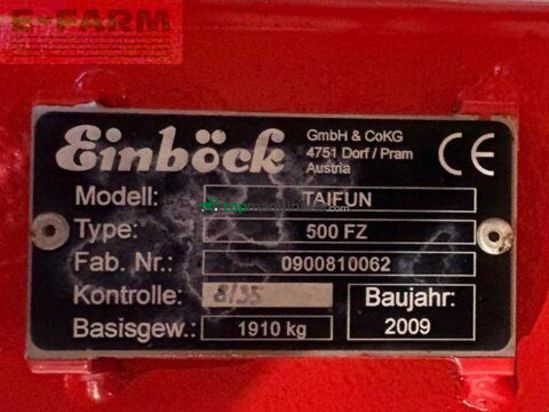 E-FARM
Einböck
GmbH & CoKG
4751 Dorf / Pram
Austria
CE
Modell: TAIFUN
Type: 500 FZ
Fab. Nr.: 0900810062
Kontrolle: 8/35
Baujahr:
2009
Basisgew.: 1910 kg